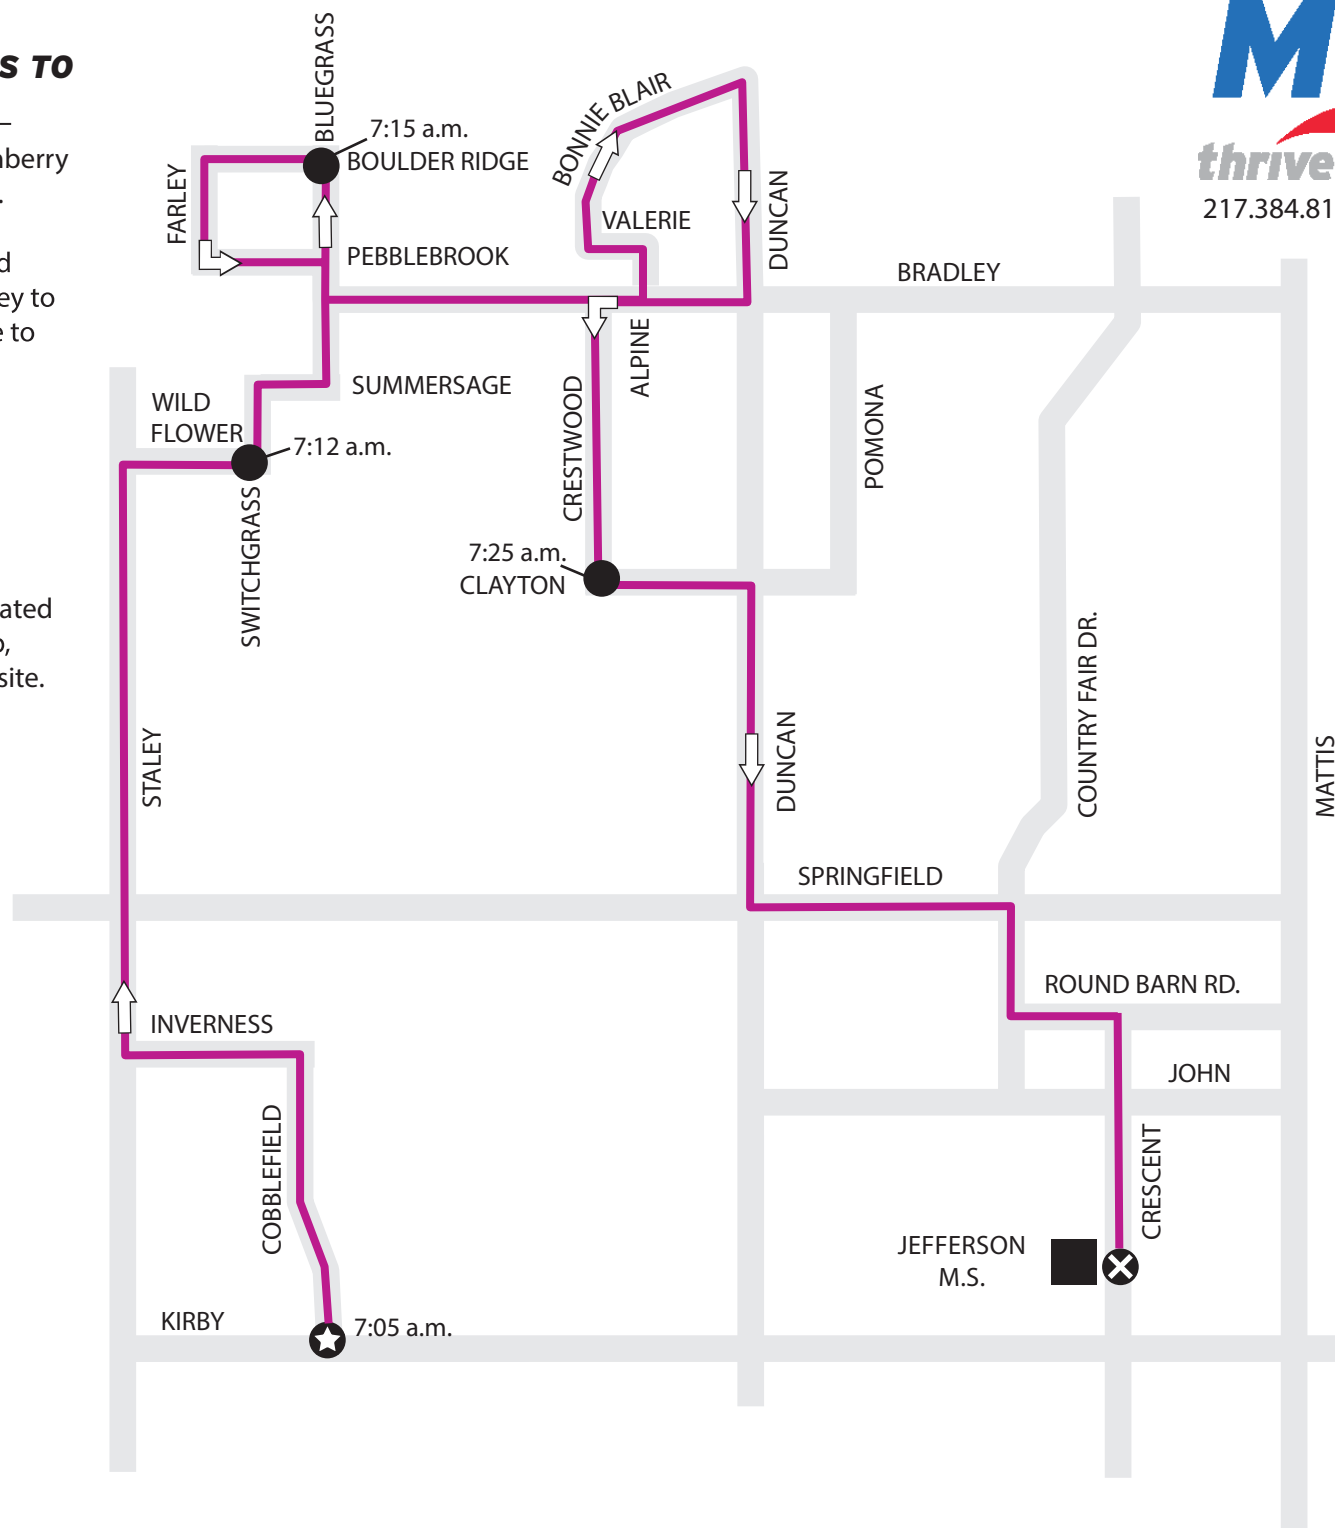 S TO
berry
.
d
ey to
e to
ated
site.
M
thrive
217.384.81
BLUEGRASS
7:15 a.m.
BOULDER RIDGE
FARLEY
PEBBLEBROOK
BONNIE BLAIR
VALERIE
DUNCAN
BRADLEY
ALPINE
SUMMERSAGE
WILD
FLOWER
7:12 a.m.
SWITCHGRASS
CRESTWOOD
POMONA
7:25 a.m.
CLAYTON
COUNTRY FAIR DR.
STALEY
DUNCAN
MATTIS
SPRINGFIELD
ROUND BARN RD.
INVERNESS
JOHN
COBBLEFIELD
CRESCENT
JEFFERSON
M.S.
KIRBY
7:05 a.m.